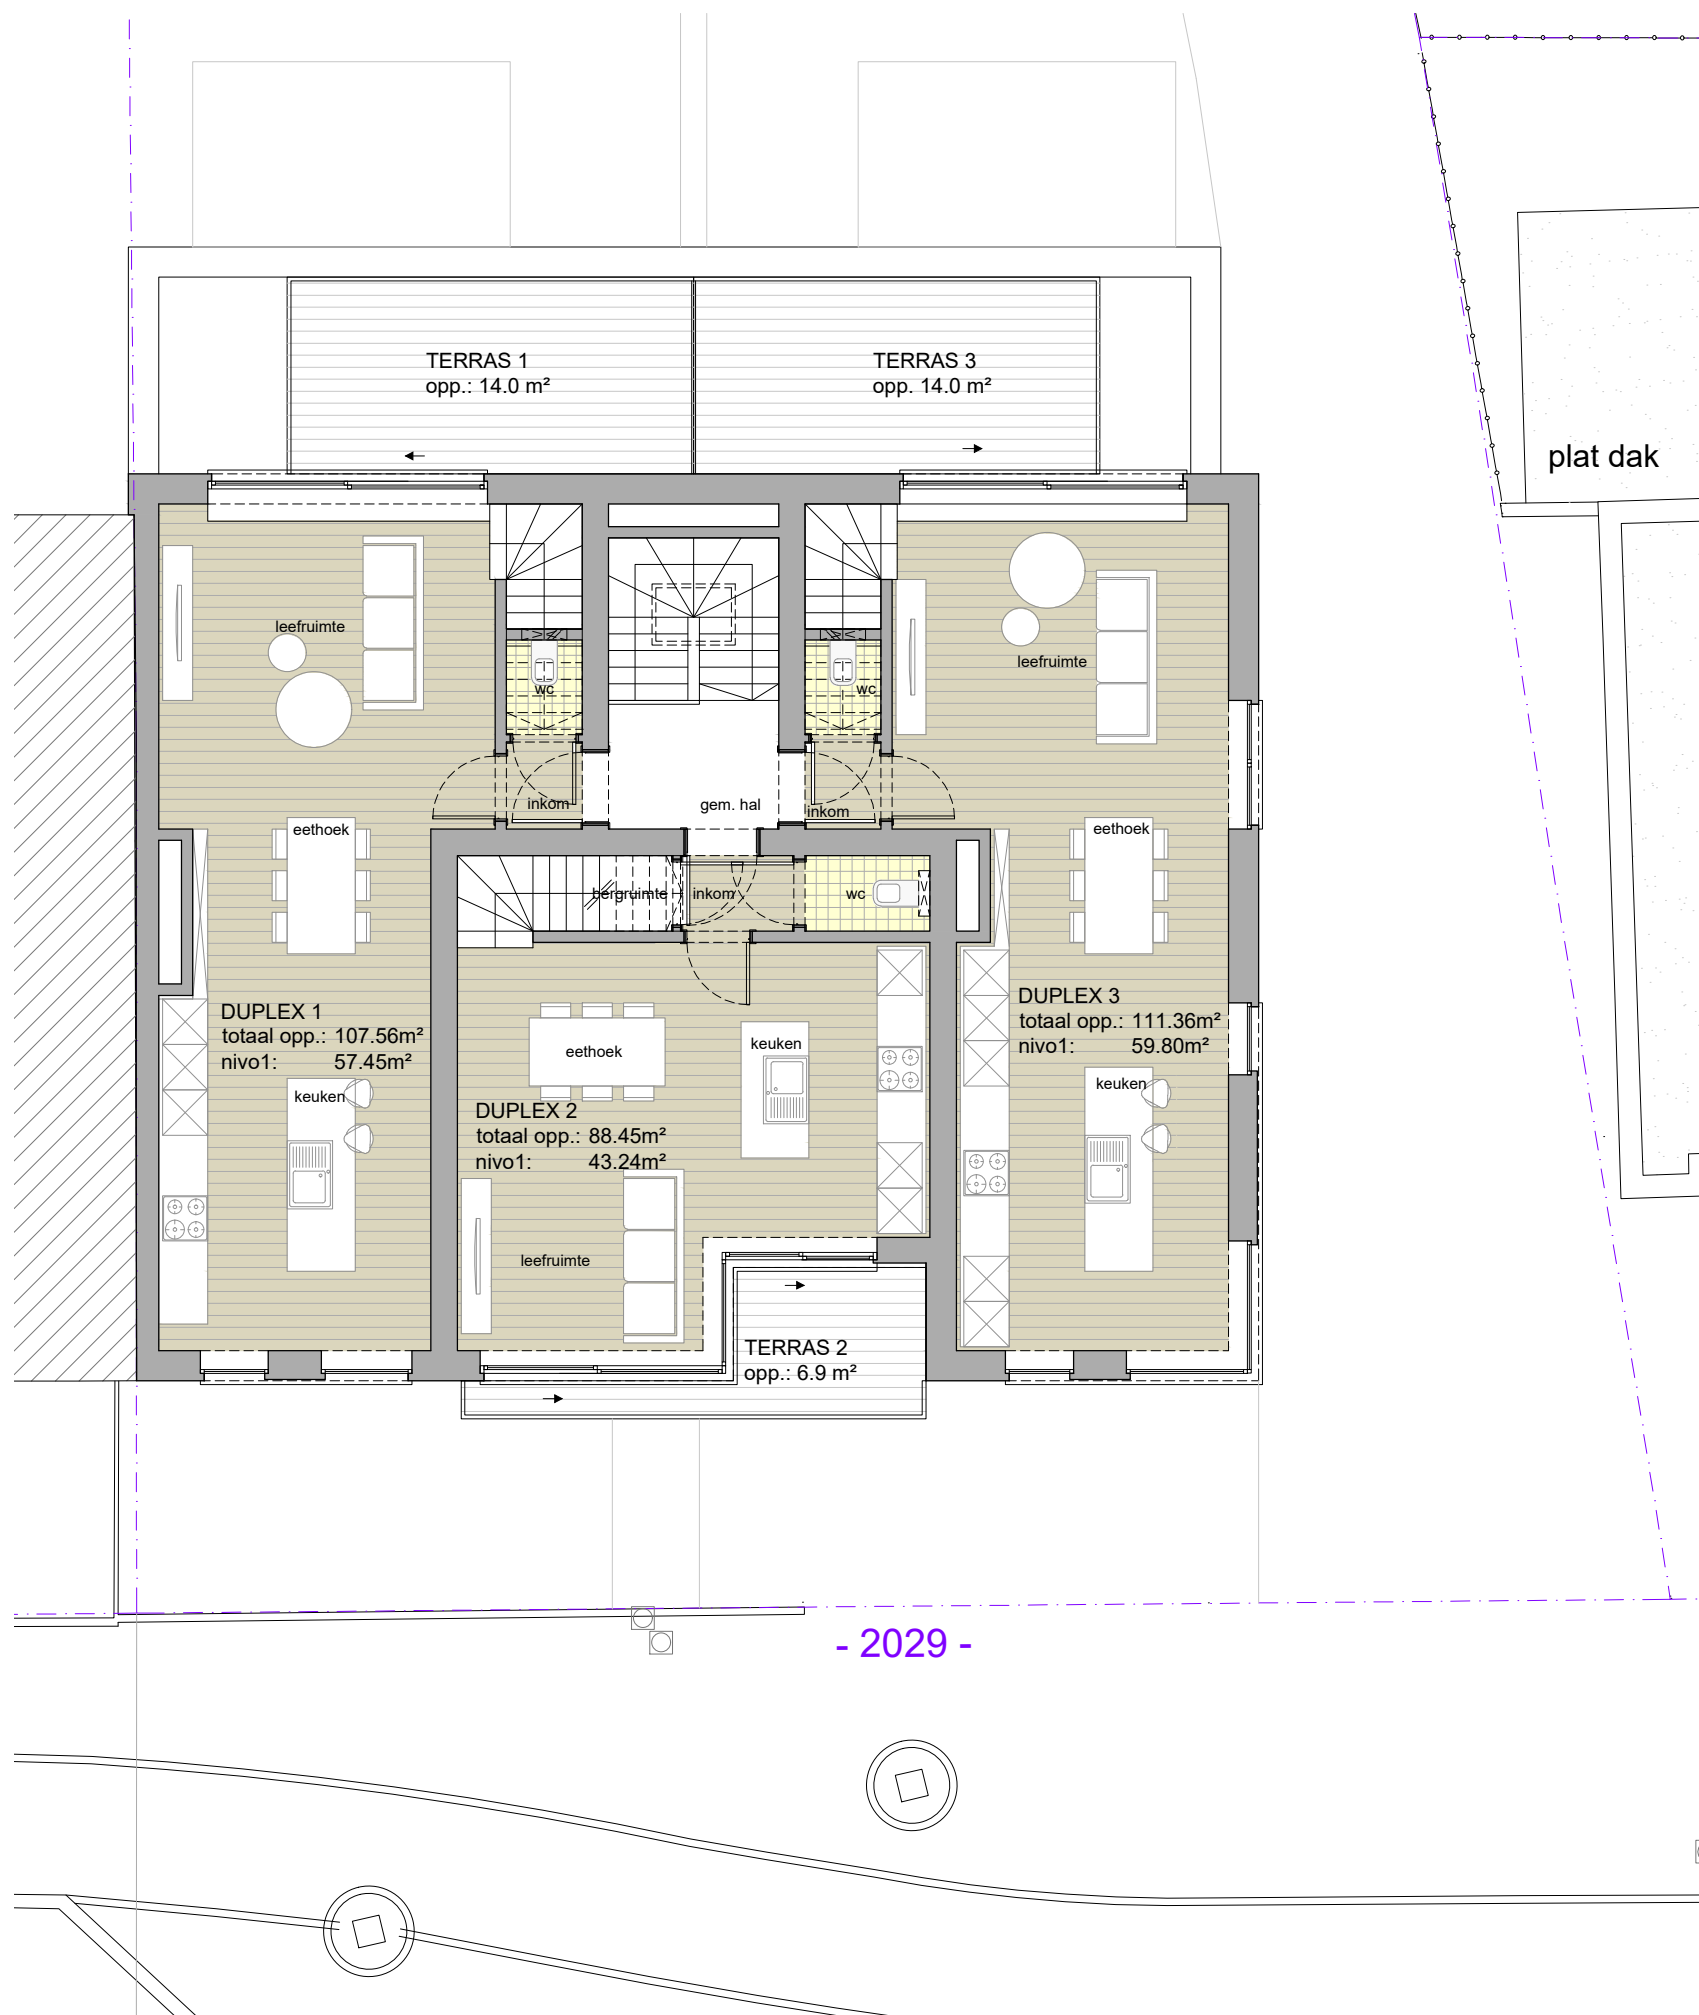 TERRAS 1
opp.: 14.0 m²
TERRAS 3
opp. 14.0 m²
plat dak
leefruimte
leefruimte
wc
wc
inkom
gem. hal
inkom
eethoek
eethoek
bergruimte
inkom
wc
DUPLEX 1
totaal opp.: 107.56m²
nivo1: 57.45m²
DUPLEX 3
totaal opp.: 111.36m²
nivo1: 59.80m²
eethoek
keuken
keuken
keuken
DUPLEX 2
totaal opp.: 88.45m²
nivo1: 43.24m²
leefruimte
TERRAS 2
opp.: 6.9 m²
- 2029 -